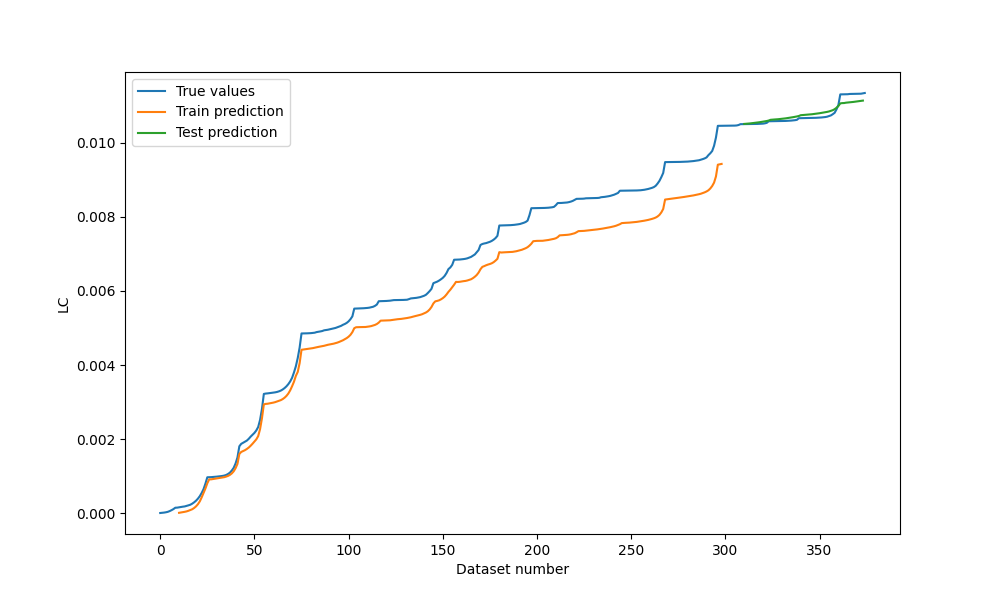 True values
Train prediction
Test prediction
0.010
0.008
0.006
0.004
0.002
0.000
LC
0 50 100 150 200 250 300 350
Dataset number